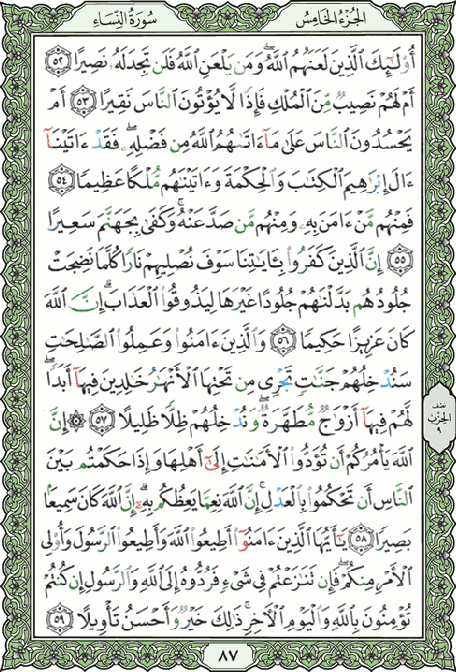 الجزء الخامس
سورة النساء
أُوْلَٰٓئِكَ ٱلَّذِينَ لَعَنَهُمُ ٱللَّهُۖ وَمَن يَلْعَنِ ٱللَّهُ فَلَن تَجِدَ لَهُۥ نَصِيرًا ٥٢
أَمْ لَهُمْ نَصِيبٌ مِّنَ ٱلْمُلْكِ فَإِذًا لَّا يُؤْتُونَ ٱلنَّاسَ نَقِيرًا ٥٣ أَمْ
يَحْسُدُونَ ٱلنَّاسَ عَلَىٰ مَآ ءَاتَىٰهُمُ ٱللَّهُ مِن فَضْلِهِۦۖ فَقَدْ ءَاتَيْنَآ
ءَالَ إِبْرَٰهِيمَ ٱلْكِتَٰبَ وَٱلْحِكْمَةَ وَءَاتَيْنَٰهُم مُّلْكًا عَظِيمًا ٥٤
فَمِنْهُم مَّنْ ءَامَنَ بِهِۦ وَمِنْهُم مَّن صَدَّ عَنْهُۚ وَكَفَىٰ بِجَهَنَّمَ سَعِيرًا
٥٥ إِنَّ ٱلَّذِينَ كَفَرُوا۟ بِـَٔايَٰتِنَا سَوْفَ نُصْلِيهِمْ نَارًا كُلَّمَا نَضِجَتْ
جُلُودُهُم بَدَّلْنَٰهُمْ جُلُودًا غَيْرَهَا لِيَذُوقُوا۟ ٱلْعَذَابَۗ إِنَّ ٱللَّهَ
كَانَ عَزِيزًا حَكِيمًا ٥٦ وَٱلَّذِينَ ءَامَنُوا۟ وَعَمِلُوا۟ ٱلصَّٰلِحَٰتِ
سَنُدْخِلُهُمْ جَنَّٰتٍ تَجْرِى مِن تَحْتِهَا ٱلْأَنْهَٰرُ خَٰلِدِينَ فِيهَآ أَبَدًاۖ
لَّهُمْ فِيهَآ أَزْوَٰجٌ مُّطَهَّرَةٌۖ وَنُدْخِلُهُمْ ظِلًّا ظَلِيلًا ٥٧ ۞ إِنَّ
ٱللَّهَ يَأْمُرُكُمْ أَن تُؤَدُّوا۟ ٱلْأَمَٰنَٰتِ إِلَىٰٓ أَهْلِهَا وَإِذَا حَكَمْتُم بَيْنَ
ٱلنَّاسِ أَن تَحْكُمُوا۟ بِٱلْعَدْلِۚ إِنَّ ٱللَّهَ نِعِمَّا يَعِظُكُم بِهِۦٓۗ إِنَّ ٱللَّهَ كَانَ سَمِيعًۢا
بَصِيرًا ٥٨ يَٰٓأَيُّهَا ٱلَّذِينَ ءَامَنُوٓا۟ أَطِيعُوا۟ ٱللَّهَ وَأَطِيعُوا۟ ٱلرَّسُولَ وَأُو۟لِى
ٱلْأَمْرِ مِنكُمْۖ فَإِن تَنَٰزَعْتُمْ فِى شَىْءٍ فَرُدُّوهُ إِلَى ٱللَّهِ وَٱلرَّسُولِ إِن كُنتُمْ
تُؤْمِنُونَ بِٱللَّهِ وَٱلْيَوْمِ ٱلْءَاخِرِۚ ذَٰلِكَ خَيْرٌ وَأَحْسَنُ تَأْوِيلًا ٥٩
نصف
الحزب
٩
٨٧